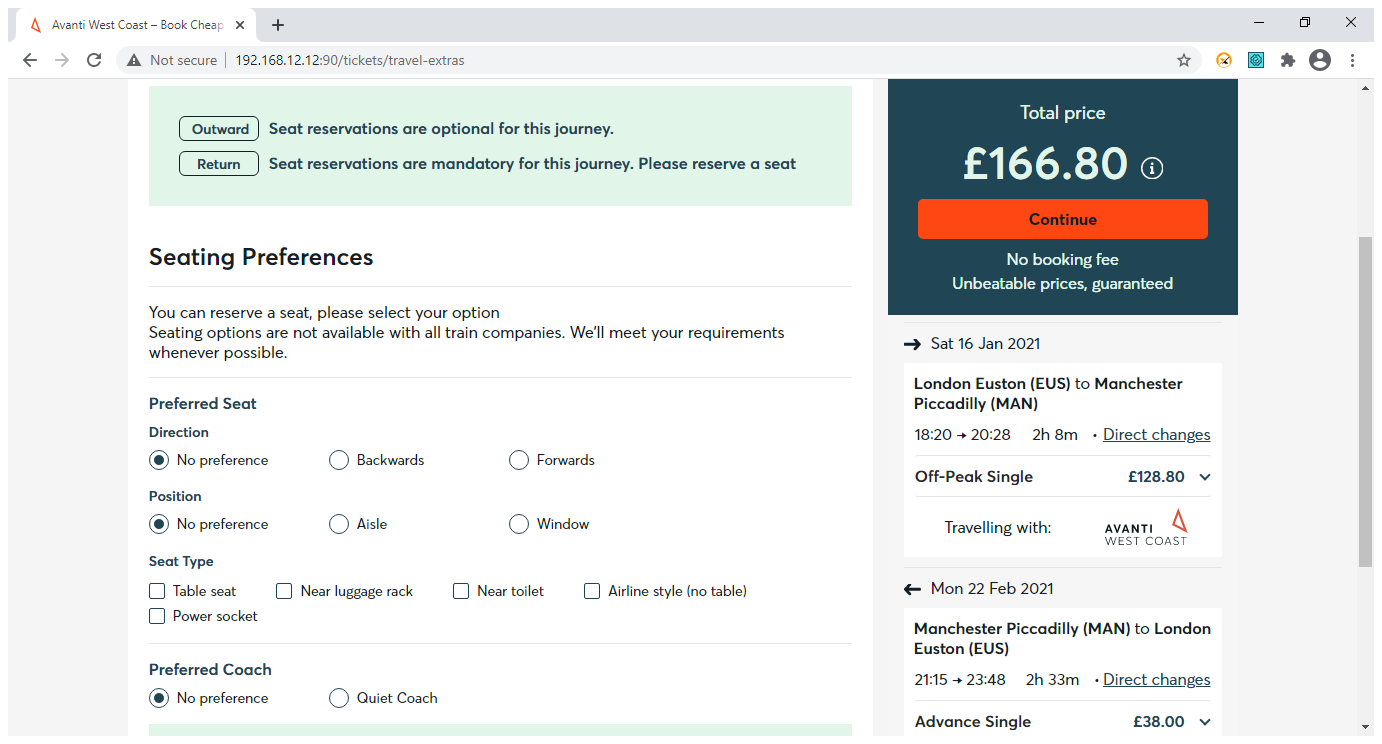 Avanti West Coast – Book Cheap
Not secure
192.168.12.12:90/tickets/travel-extras
Outward Seat reservations are optional for this journey.
Return Seat reservations are mandatory for this journey. Please reserve a seat
Seating Preferences
You can reserve a seat, please select your option
Seating options are not available with all train companies. We'll meet your requirements
whenever possible.
Preferred Seat
Direction
No preference Backwards Forwards
Position
No preference Aisle Window
Seat Type
Table seat Near luggage rack Near toilet Airline style (no table)
Power socket
Preferred Coach
No preference Quiet Coach
Total price
£166.80
Continue
No booking fee
Unbeatable prices, guaranteed
Sat 16 Jan 2021
London Euston (EUS) to Manchester
Piccadilly (MAN)
18:20 → 20:28 2h 8m • Direct changes
Off-Peak Single £128.80
Travelling with: AVANTI
WEST COAST
Mon 22 Feb 2021
Manchester Piccadilly (MAN) to London
Euston (EUS)
21:15 → 23:48 2h 33m • Direct changes
Advance Single £38.00